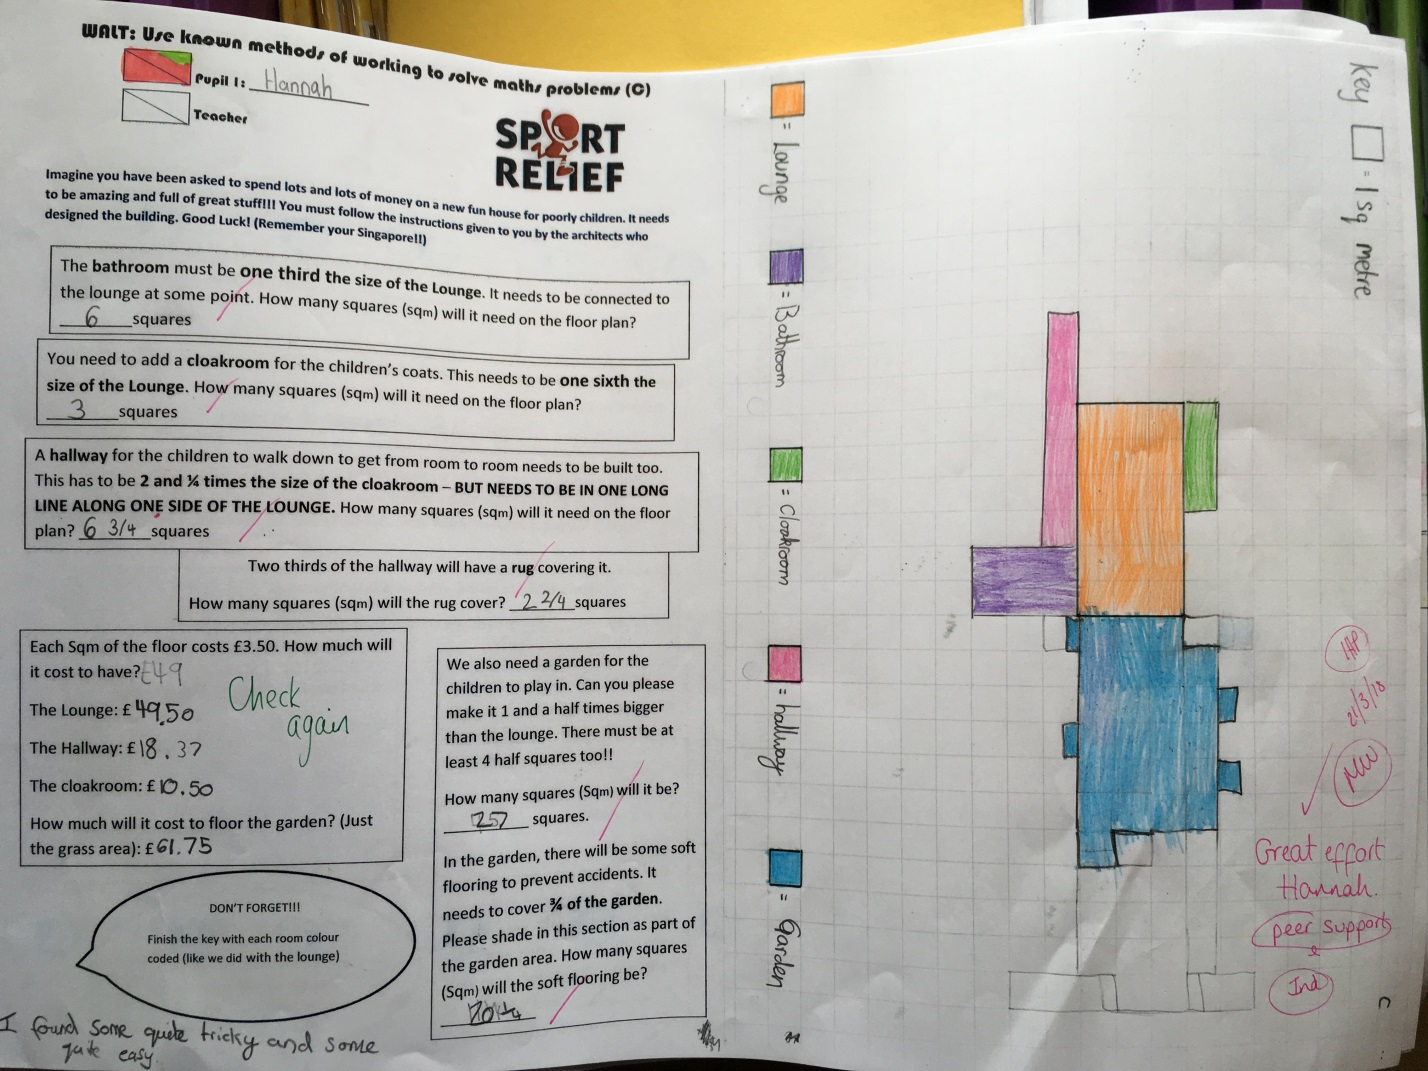 WALT: Use known methods of working to solve maths problems (C)
Pupil 1: Hannah
Teacher
SPORT
RELIEF
Imagine you have been asked to spend lots and lots of money on a new fun house for poorly children. It needs
to be amazing and full of great stuff!!! You must follow the instructions given to you by the architects who
designed the building. Good Luck! (Remember your Singapore!!)
The bathroom must be one third the size of the Lounge. It needs to be connected to
the lounge at some point. How many squares (sqm) will it need on the floor plan?
6 squares
You need to add a cloakroom for the children's coats. This needs to be one sixth the
size of the Lounge. How many squares (sqm) will it need on the floor plan?
3 squares
A hallway for the children to walk down to get from room to room needs to be built too.
This has to be 2 and ¼ times the size of the cloakroom – BUT NEEDS TO BE IN ONE LONG
LINE ALONG ONE SIDE OF THE LOUNGE. How many squares (sqm) will it need on the floor
plan? 6 3/4 squares
Two thirds of the hallway will have a rug covering it.
How many squares (sqm) will the rug cover? 2 2/4 squares
Each Sqm of the floor costs £3.50. How much will
it cost to have? £49
The Lounge: £ 49.50
The Hallway: £ 18.37
The cloakroom: £ 10.50
How much will it cost to floor the garden? (Just
the grass area): £ 61.75
Check
again
We also need a garden for the
children to play in. Can you please
make it 1 and a half times bigger
than the lounge. There must be at
least 4 half squares too!!
How many squares (Sqm) will it be?
27 squares.
In the garden, there will be some soft
flooring to prevent accidents. It
needs to cover ¾ of the garden.
Please shade in this section as part of
the garden area. How many squares
(Sqm) will the soft flooring be?
DON'T FORGET!!!
Finish the key with each room colour
coded (like we did with the lounge)
I found some quite tricky and some
quite easy.
key = 1 sq metre
= Lounge
= Bathroom
= Cloakroom
= hallway
= Garden
21/3/18
MW
Great effort
Hannah.
peer support
&
Ind